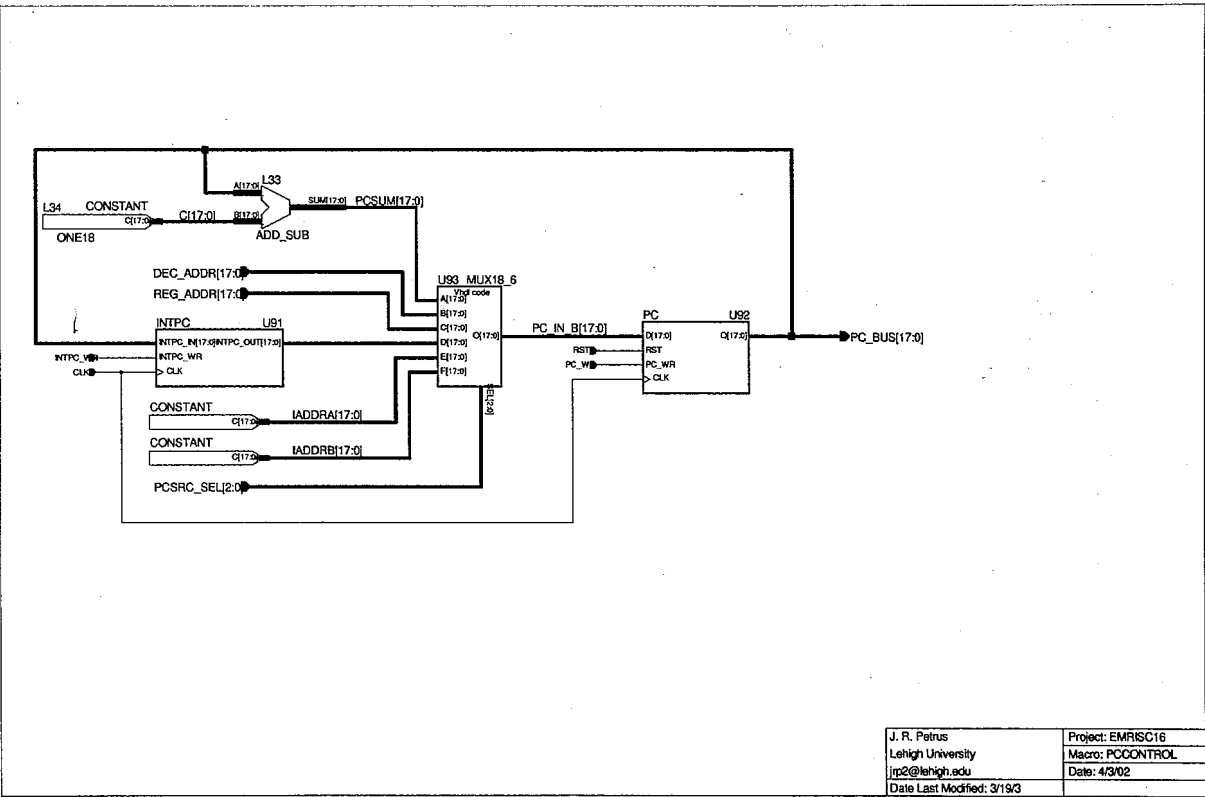 L33
A[17:0]
SUM[17:0] PCSUM[17:0]
L34 CONSTANT
C[17:0 C[17:0] B[17:0]
ONE18
ADD_SUB
DEC_ADDR[17:0
REG_ADDR[17:0
U93 MUX18_6
Vhdl code
A[17:0]
B[17:0]
C[17:0]
D[17:0]
E[17:0]
F[17:0]
O[17:0]
SEL[2:0]
INTPC U91
INTPC_IN[17:0] INTPC_OUT[17:0]
INTPC_WR
CLK
CLK
PC_IN_B[17:0]
PC U92
D[17:0] Q[17:0]
RST RST
PC_W PC_WR
CLK
PC_BUS[17:0]
CONSTANT
C[17:0 IADDRA[17:0]
CONSTANT
C[17:0 IADDRB[17:0]
PCSRC_SEL[2:0
J. R. Petrus Project: EMRISC16
Lehigh University Macro: PCCONTROL
jrp2@lehigh.edu Date: 4/3/02
Date Last Modified: 3/19/3